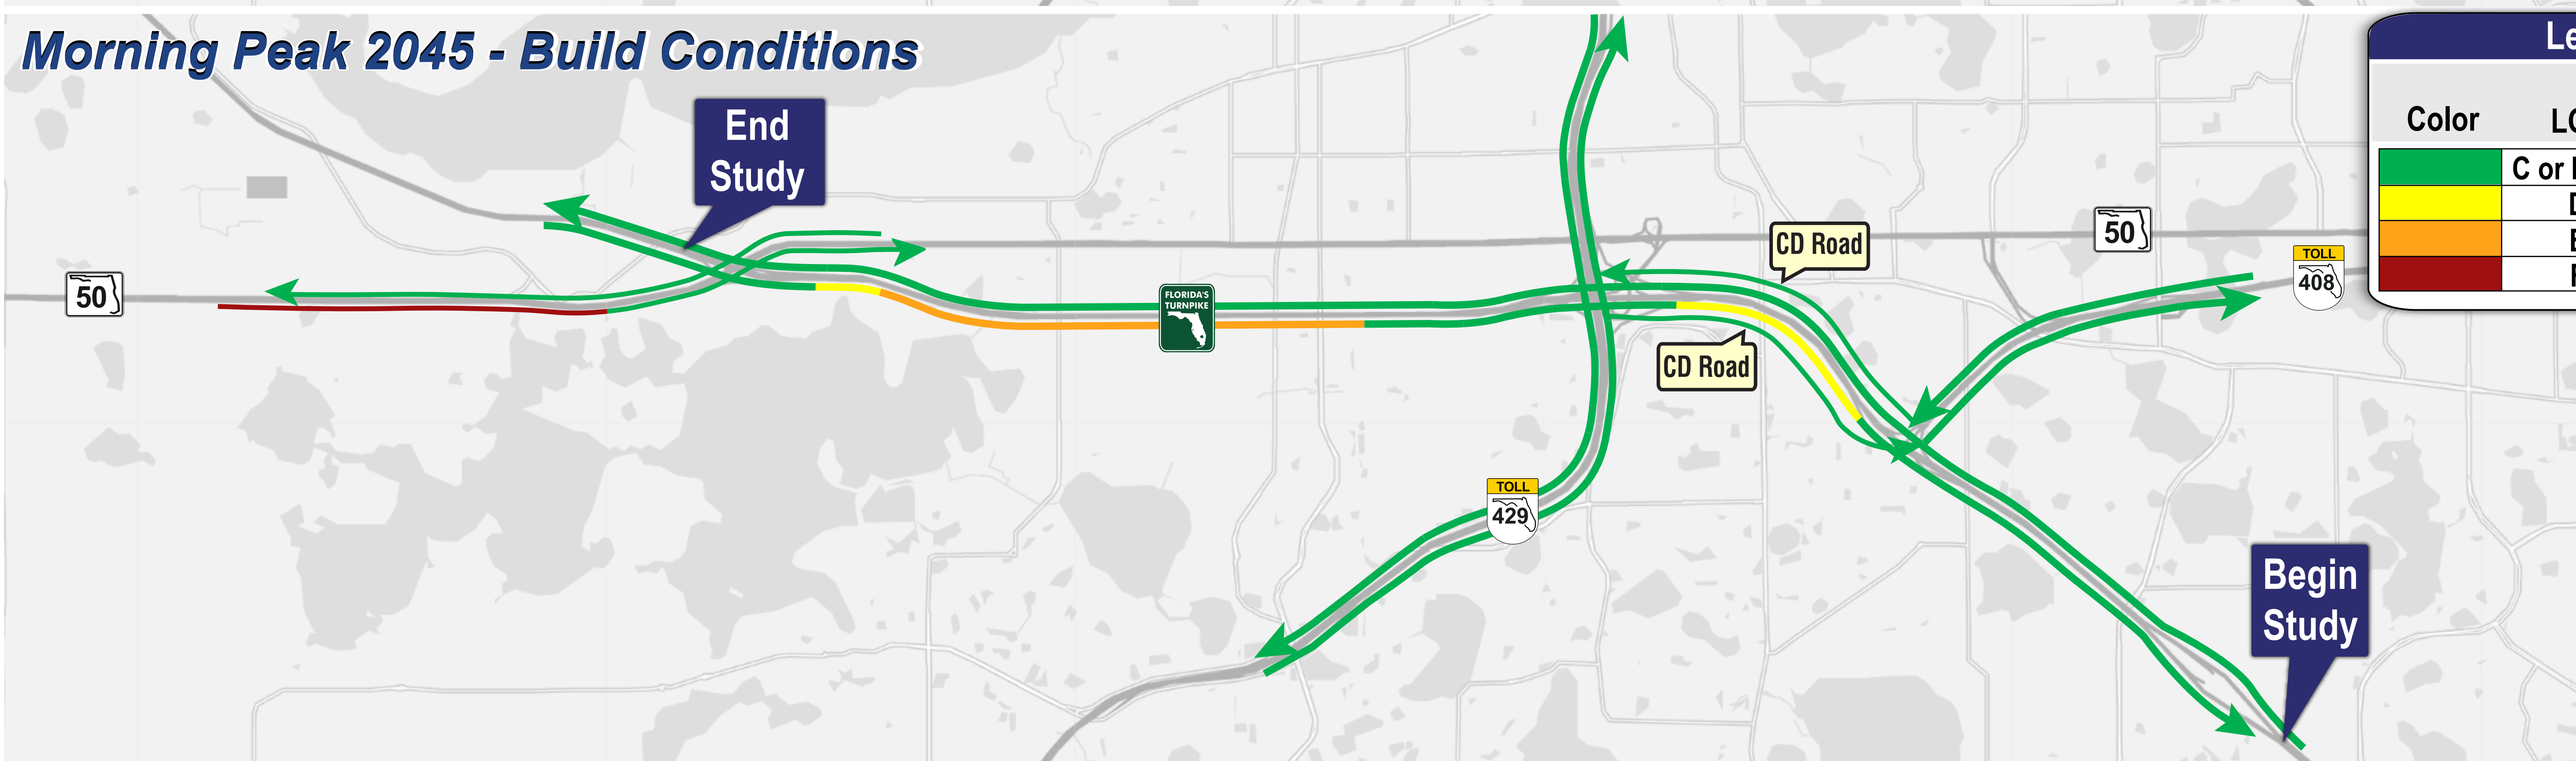 Morning Peak 2045 - Build Conditions
End
Study
50
FLORIDA'S
TURNPIKE
CD Road
CD Road
50
TOLL
408
TOLL
429
Begin
Study
Color
C or